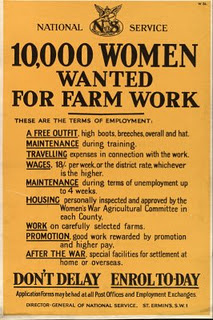 NATIONAL SERVICE
10,000 WOMEN
WANTED
FOR FARM WORK
THESE ARE THE TERMS OF EMPLOYMENT:
A FREE OUTFIT, high boots, breeches, overall and hat.
MAINTENANCE during training.
TRAVELLING expenses in connection with the work.
WAGES, 18/- per week, or the district rate, whichever
is the higher.
MAINTENANCE during terms of unemployment up
to 4 weeks.
HOUSING personally inspected and approved by the
Women's War Agricultural Committee in
each County.
WORK on carefully selected farms.
PROMOTION, good work rewarded by promotion
and higher pay.
AFTER THE WAR, special facilities for settlement at
home or overseas.
DON'T DELAY ENROL TO-DAY
Application forms may be had at all Post Offices and Employment Exchanges.
DIRECTOR-GENERAL OF NATIONAL SERVICE, ST. ERMIN'S, S.W.1